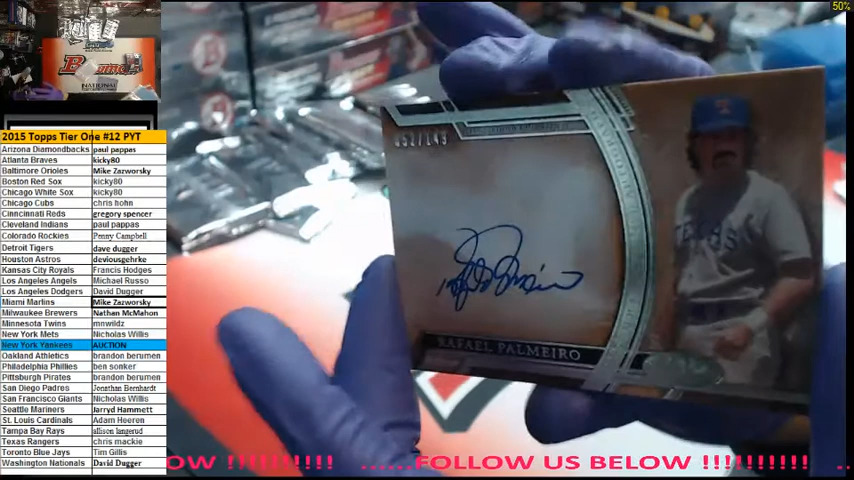 50%
2015 Topps Tier One #12 PYT
Arizona Diamondbacks paul pappas
Atlanta Braves kicky80
Baltimore Orioles Mike Zazworsky
Boston Red Sox kicky80
Chicago White Sox kicky80
Chicago Cubs chris hohn
Cinncinati Reds gregory spencer
Cleveland Indians paul pappas
Colorado Rockies Penny Campbell
Detroit Tigers dave dugger
Houston Astros deviousgehrke
Kansas City Royals Francis Hodges
Los Angeles Angels Michael Russo
Los Angeles Dodgers David Dugger
Miami Marlins Mike Zazworsky
Milwaukee Brewers Nathan McMahon
Minnesota Twins mnwildz
New York Mets Nicholas Willis
New York Yankees AUCTION
Oakland Athletics brandon berumen
Philadelphia Phillies ben sonker
Pittsburgh Pirates brandon berumen
San Diego Padres Jonathan Bernhardt
San Francisco Giants Nicholas Willis
Seattle Mariners Jarryd Hammett
St. Louis Cardinals Adam Heeren
Tampa Bay Rays allison langerud
Texas Rangers chris mackie
Toronto Blue Jays Tim Gillis
Washington Nationals David Dugger
RAFAEL PALMEIRO
TEXAS
OW !!!!!!!!!!!! ......FOLLOW US BELOW !!!!!!!!!!!!